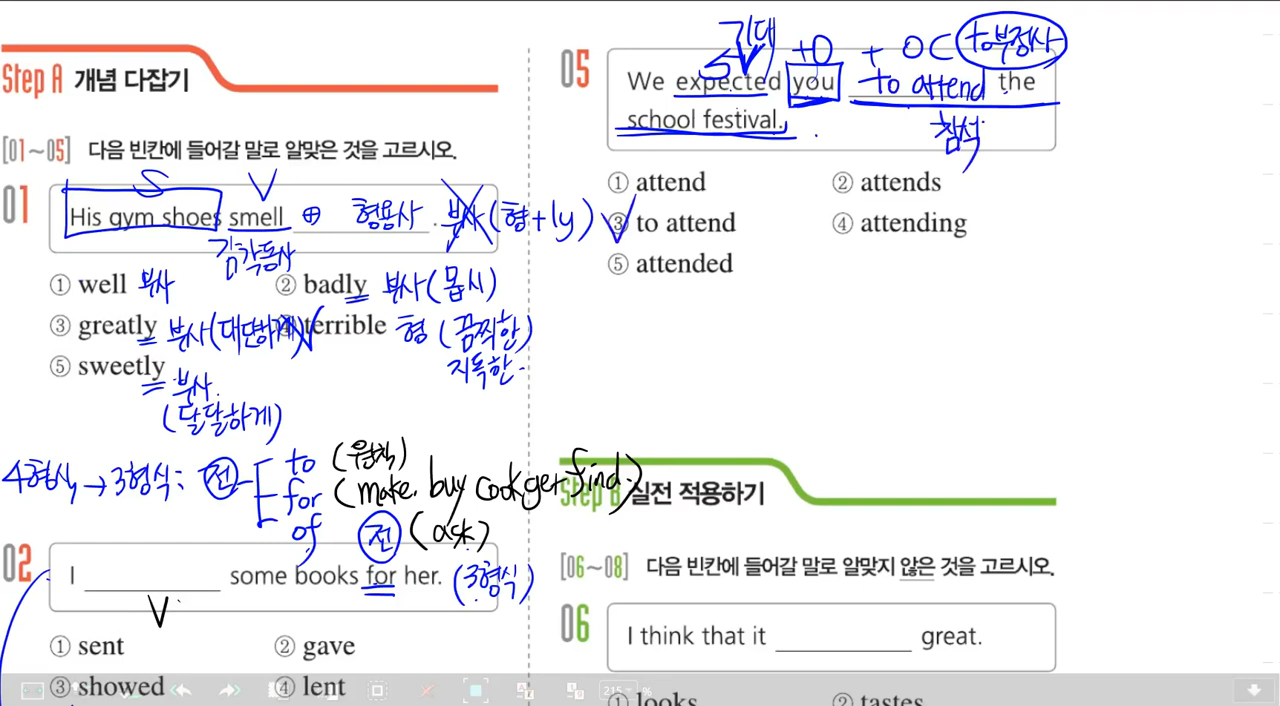 Step A 개념 다잡기
[01~05] 다음 빈칸에 들어갈 말로 알맞은 것을 고르시오.
S V
01 His gym shoes smell ⊕ 형용사 . 부사(형+ly)
감각동사
① well 부사 ② badly 부사(몹시)
③ greatly 부사(대단하게) ④ terrible 형 (끔찍한)
지독한
⑤ sweetly
부사
(달달하게)
4형식→3형식: 전 to (원칙)
for (make. buy cook get find)
of (ask)
전
02 I ________ some books for her. (3형식)
V
① sent ② gave
③ showed ④ lent
기대
S V +O + OC to부정사
05 We expected you to attend the
school festival.
참석
① attend ② attends
③ to attend ④ attending
⑤ attended
Step B 실전 적용하기
[06~08] 다음 빈칸에 들어갈 말로 알맞지 않은 것을 고르시오.
06 I think that it ________ great.
① looks ② tastes
215 %